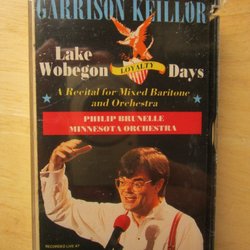 GARRISON KEILLOR
Lake Wobegon LOYALTY Days
A Recital for Mixed Baritone
and Orchestra
PHILIP BRUNELLE
MINNESOTA ORCHESTRA
RECORDED LIVE AT